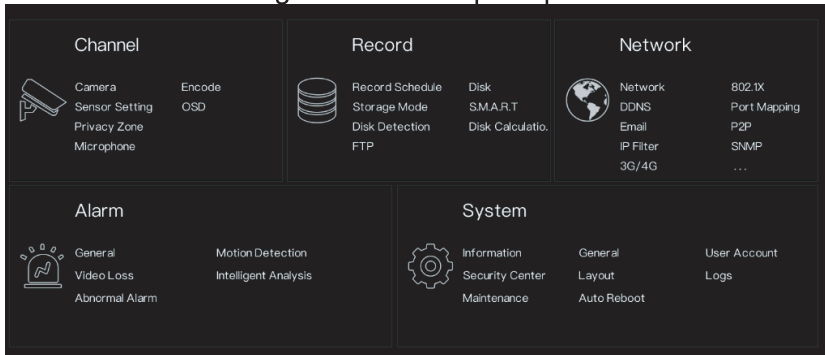 Channel
Camera
Encode
Sensor Setting
OSD
Privacy Zone
Microphone
Record
Record Schedule
Disk
Storage Mode
S.M.A.R.T
Disk Detection
Disk Calculatio.
FTP
Network
Network
802.1X
DDNS
Port Mapping
Email
P2P
IP Filter
SNMP
3G/4G
...
Alarm
General
Motion Detection
Video Loss
Intelligent Analysis
Abnormal Alarm
System
Information
General
User Account
Security Center
Layout
Logs
Maintenance
Auto Reboot